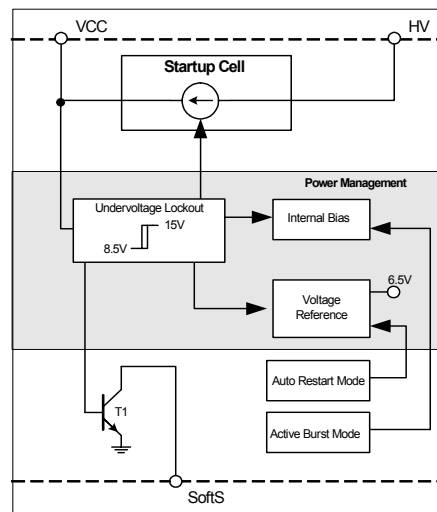 VCC
HV
Startup Cell
Power Management
Undervoltage Lockout
15V
8.5V
Internal Bias
6.5V
Voltage
Reference
Auto Restart Mode
T1
Active Burst Mode
SoftS